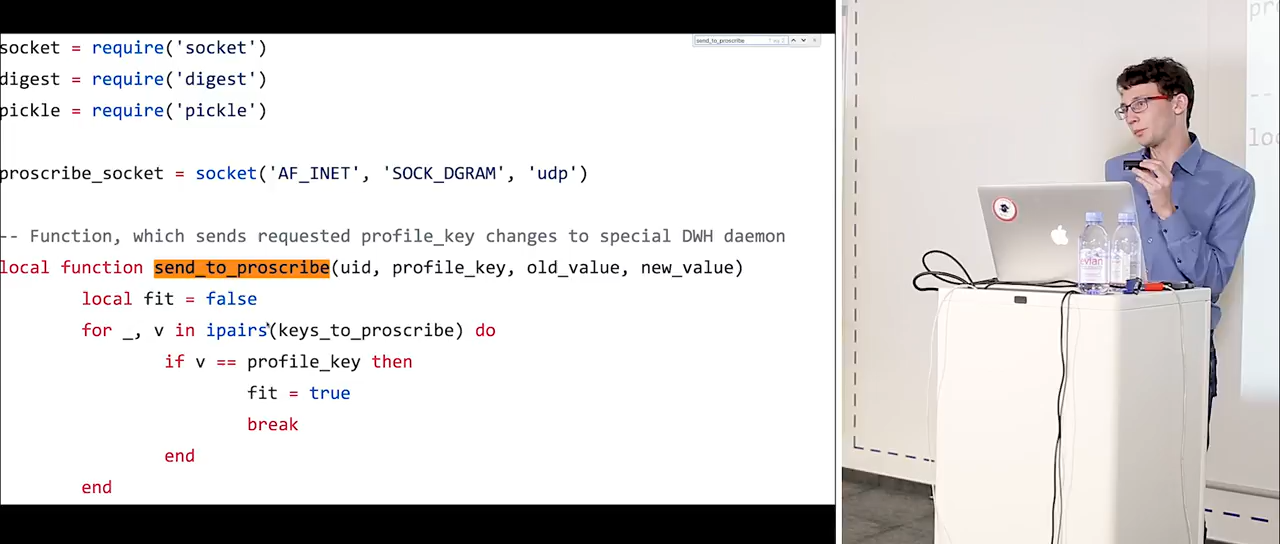 socket = require('socket')
digest = require('digest')
pickle = require('pickle')
send_to_proscribe
proscribe_socket = socket('AF_INET', 'SOCK_DGRAM', 'udp')
-- Function, which sends requested profile_key changes to special DWH daemon
local function send_to_proscribe(uid, profile_key, old_value, new_value)
local fit = false
for _, v in ipairs(keys_to_proscribe) do
if v == profile_key then
fit = true
break
end
end
evian